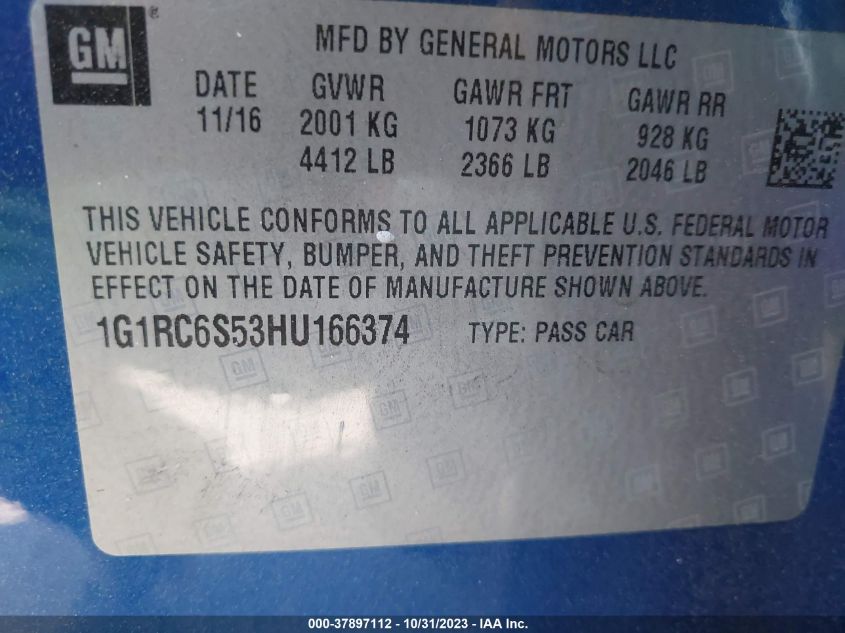 GM®
MFD BY GENERAL MOTORS LLC
DATE GVWR GAWR FRT GAWR RR
11/16 2001 KG 1073 KG 928 KG
4412 LB 2366 LB 2046 LB
THIS VEHICLE CONFORMS TO ALL APPLICABLE U.S. FEDERAL MOTOR
VEHICLE SAFETY, BUMPER, AND THEFT PREVENTION STANDARDS IN
EFFECT ON THE DATE OF MANUFACTURE SHOWN ABOVE.
1G1RC6S53HU166374 TYPE: PASS CAR
000-37897112 - 10/31/2023 - IAA Inc.